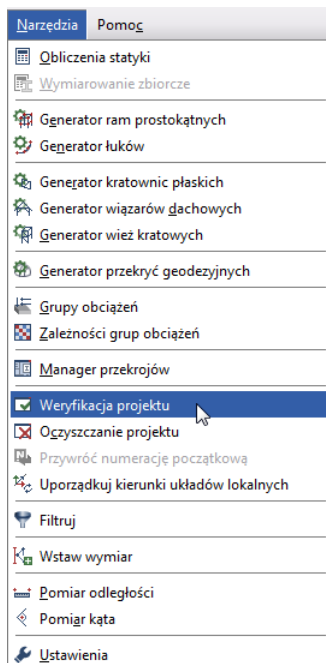 Narzędzia Pomoc
Obliczenia statyki
Wymiarowanie zbiorcze
Generator ram prostokątnych
Generator łuków
Generator kratownic płaskich
Generator wiązarów dachowych
Generator wież kratowych
Generator przekryć geodezyjnych
Grupy obciążeń
Zależności grup obciążeń
Manager przekrojów
Weryfikacja projektu
Oczyszczanie projektu
Przywróć numerację początkową
Uporządkuj kierunki układów lokalnych
Filtruj
Wstaw wymiar
Pomiar odległości
Pomiar kąta
Ustawienia